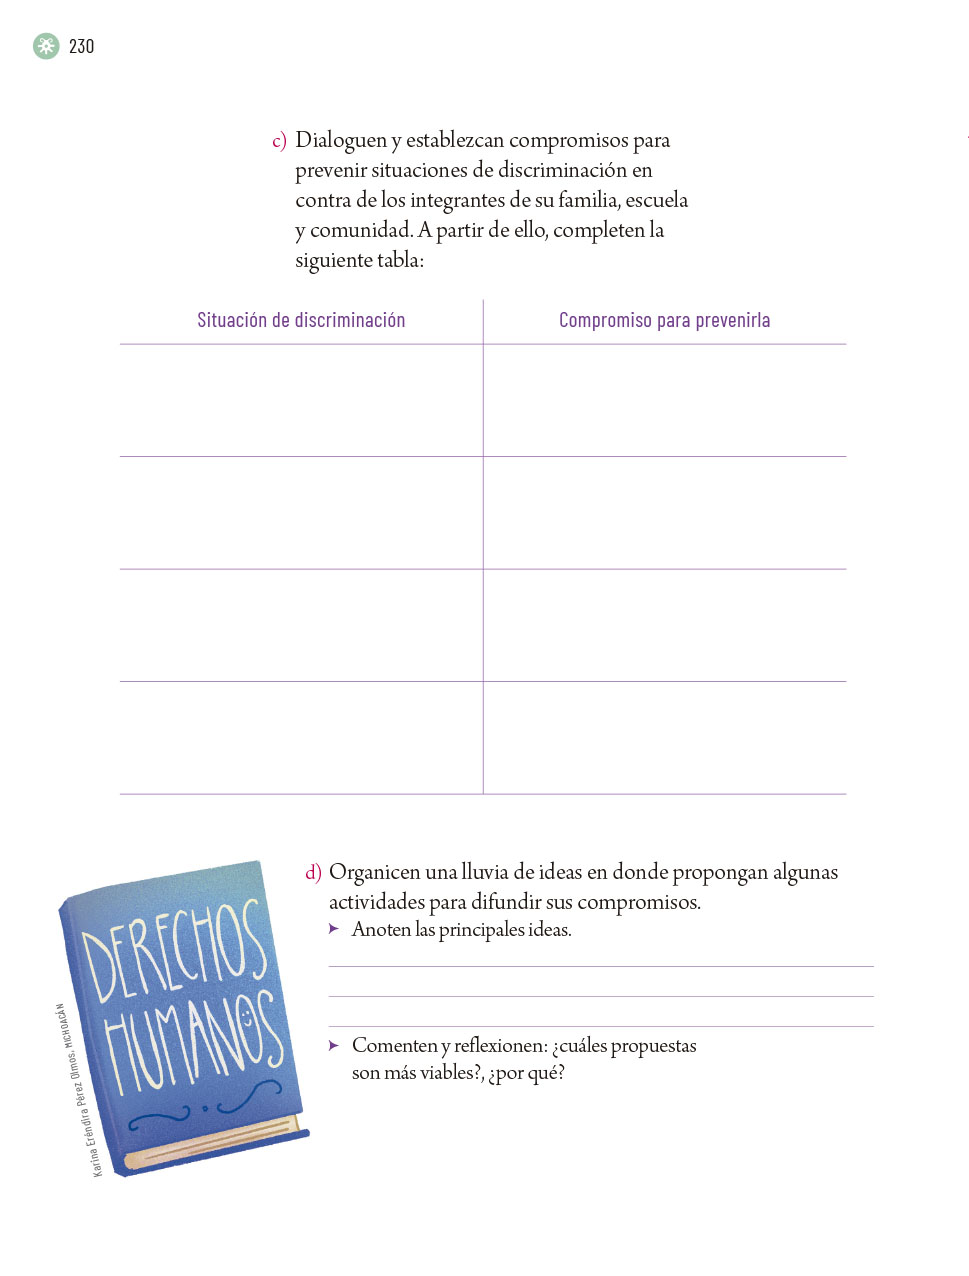 230
c) Dialoguen y establezcan compromisos para
prevenir situaciones de discriminación en
contra de los integrantes de su familia, escuela
y comunidad. A partir de ello, completen la
siguiente tabla:
Situación de discriminación
Compromiso para prevenirla
d) Organicen una lluvia de ideas en donde propongan algunas
actividades para difundir sus compromisos.
Anoten las principales ideas.
Comenten y reflexionen: ¿cuáles propuestas
son más viables?, ¿por qué?
DERECHOS
HUMANOS
Karina Eréndira Pérez Olmos, MICHOACÁN